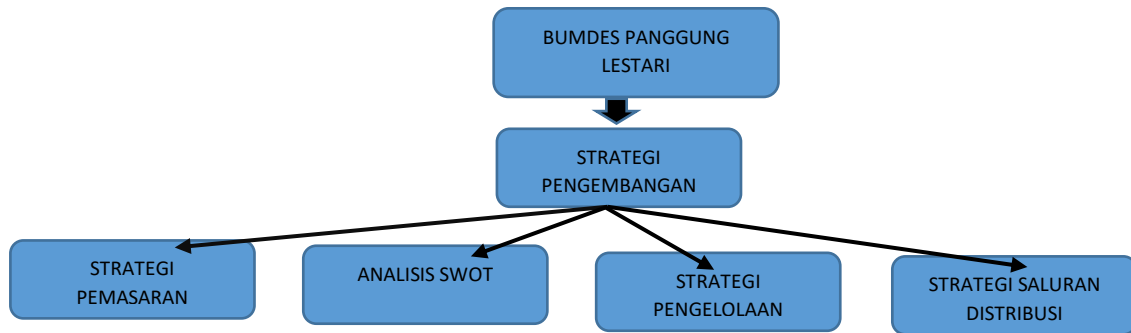 BUMDES PANGGUNG
LESTARI
STRATEGI
PENGEMBANGAN
STRATEGI
PEMASARAN
ANALISIS SWOT
STRATEGI
PENGELOLAAN
STRATEGI SALURAN
DISTRIBUSI